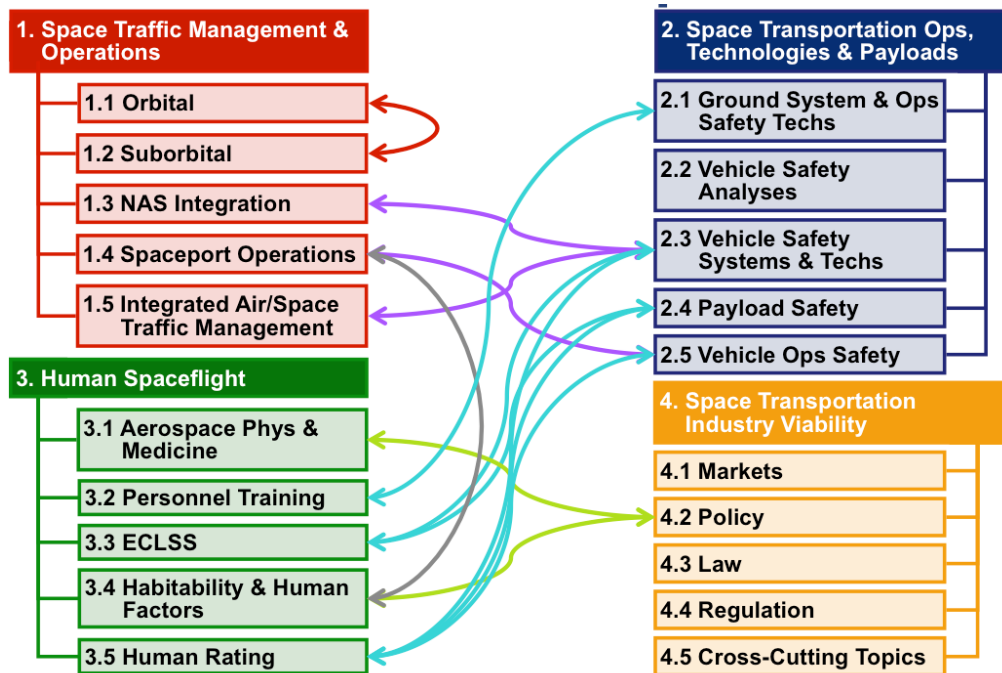 1. Space Traffic Management &
Operations
1.1 Orbital
1.2 Suborbital
1.3 NAS Integration
1.4 Spaceport Operations
1.5 Integrated Air/Space
Traffic Management
2. Space Transportation Ops,
Technologies & Payloads
2.1 Ground System & Ops
Safety Techs
2.2 Vehicle Safety
Analyses
2.3 Vehicle Safety
Systems & Techs
2.4 Payload Safety
2.5 Vehicle Ops Safety
3. Human Spaceflight
3.1 Aerospace Phys &
Medicine
3.2 Personnel Training
3.3 ECLSS
3.4 Habitability & Human
Factors
3.5 Human Rating
4. Space Transportation
Industry Viability
4.1 Markets
4.2 Policy
4.3 Law
4.4 Regulation
4.5 Cross-Cutting Topics